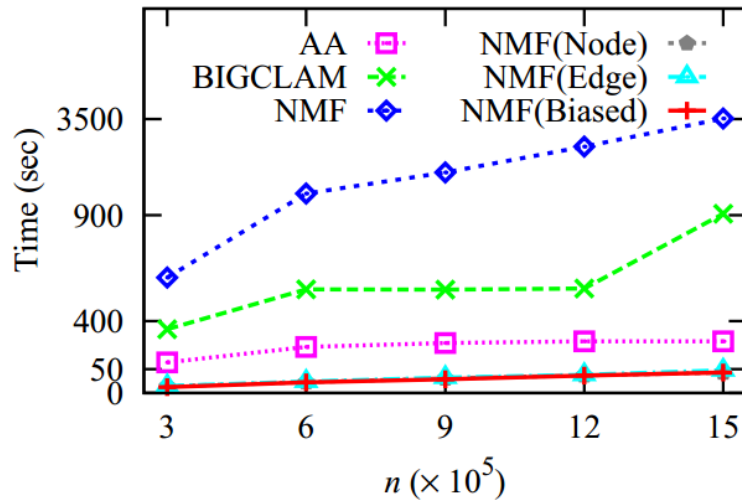 AA
BIGCLAM
NMF
NMF(Node)
NMF(Edge)
NMF(Biased)
Time (sec)
3500
900
400
50
0
3 6 9 12 15
n (× 10⁵)